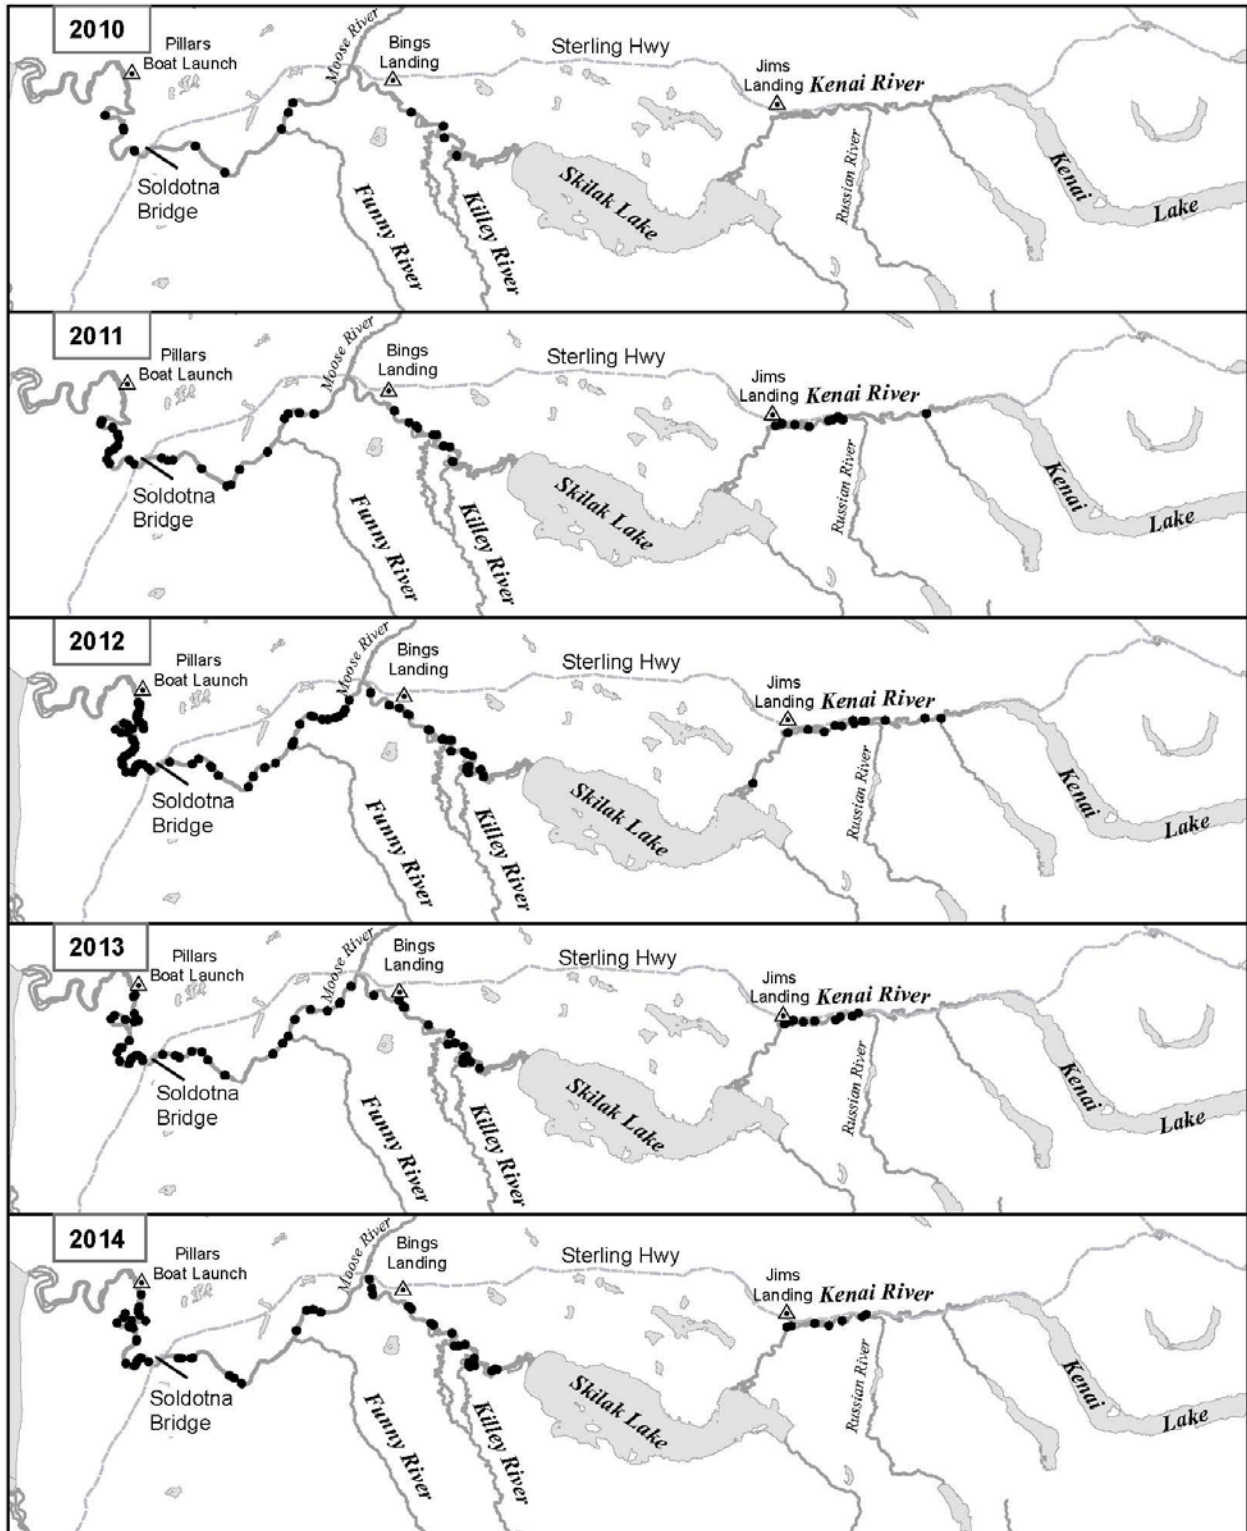 2010
Pillars
Boat Launch
Moose River
Bings
Landing
Sterling Hwy
Jims
Landing
Kenai River
Soldotna
Bridge
Funny River
Killey River
Skilak Lake
Russian River
Kenai
Lake
2011
Pillars
Boat Launch
Moose River
Bings
Landing
Sterling Hwy
Jims
Landing
Kenai River
Soldotna
Bridge
Funny River
Killey River
Skilak Lake
Russian River
Kenai
Lake
2012
Pillars
Boat Launch
Moose River
Bings
Landing
Sterling Hwy
Jims
Landing
Kenai River
Soldotna
Bridge
Funny River
Killey River
Skilak Lake
Russian River
Kenai
Lake
2013
Pillars
Boat Launch
Moose River
Bings
Landing
Sterling Hwy
Jims
Landing
Kenai River
Soldotna
Bridge
Funny River
Killey River
Skilak Lake
Russian River
Kenai
Lake
2014
Pillars
Boat Launch
Moose River
Bings
Landing
Sterling Hwy
Jims
Landing
Kenai River
Soldotna
Bridge
Funny River
Killey River
Skilak Lake
Russian River
Kenai
Lake